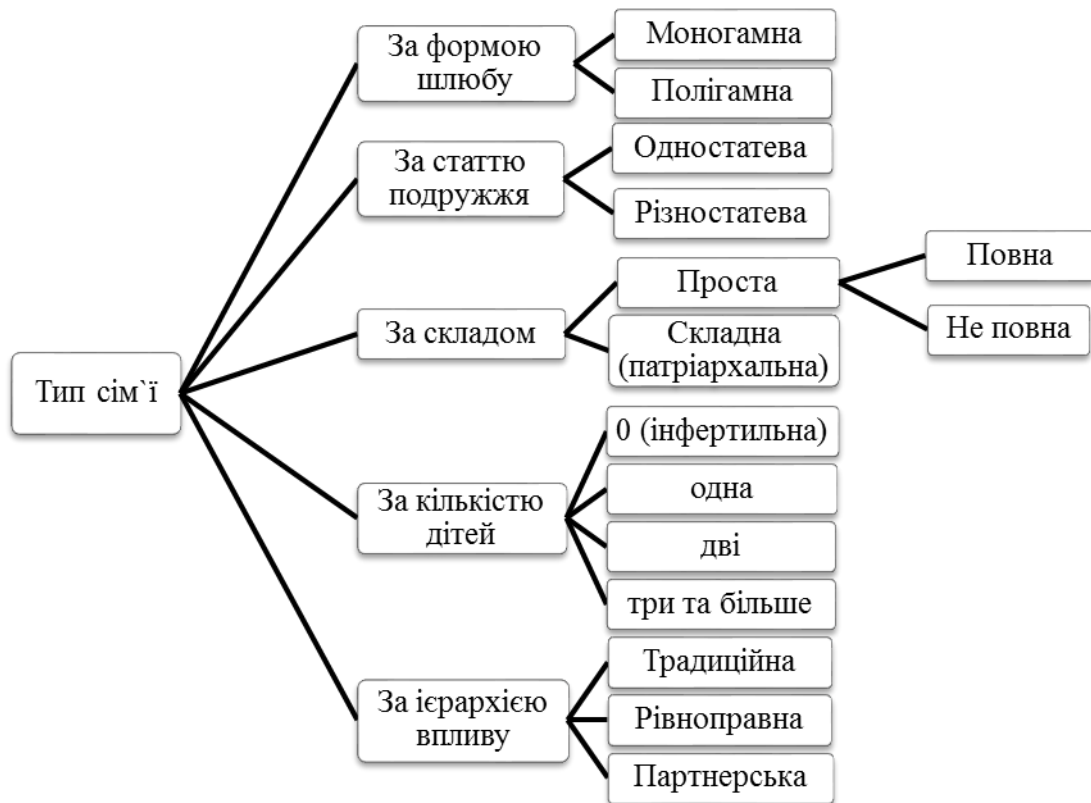 Тип сім`ї
За формою
шлюбу
Моногамна
Полігамна
За статтю
подружжя
Одностатева
Різностатева
За складом
Проста
Повна
Не повна
Складна
(патріархальна)
За кількістю
дітей
0 (інфертильна)
одна
дві
три та більше
За ієрархією
впливу
Традиційна
Рівноправна
Партнерська